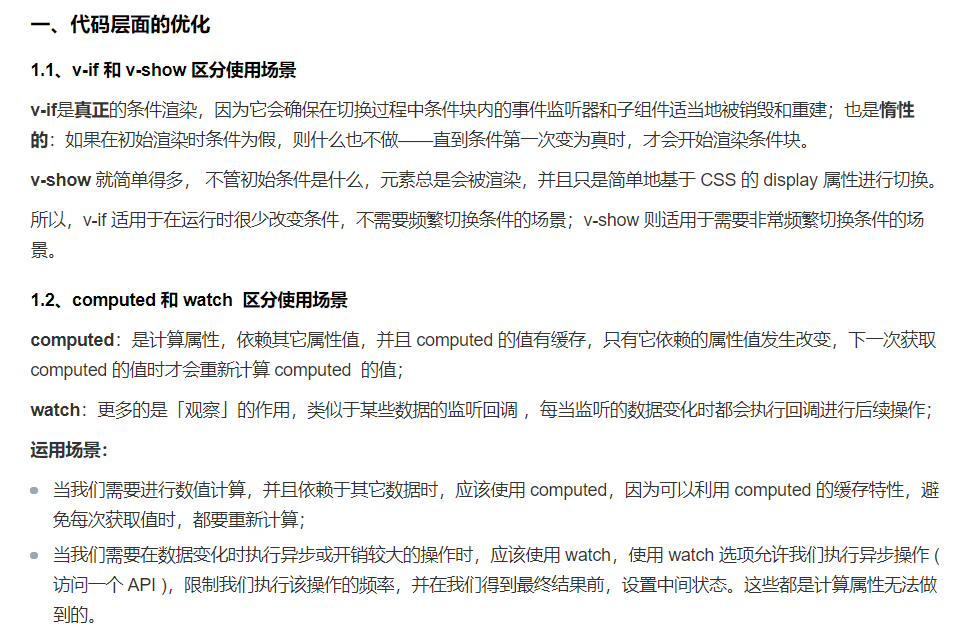 一、代码层面的优化
1.1、v-if 和 v-show 区分使用场景
v-if是真正的条件渲染，因为它会确保在切换过程中条件块内的事件监听器和子组件适当地被销毁和重建；也是惰性
的：如果在初始渲染时条件为假，则什么也不做——直到条件第一次变为真时，才会开始渲染条件块。
v-show 就简单得多， 不管初始条件是什么，元素总是会被渲染，并且只是简单地基于 CSS 的 display 属性进行切换。
所以，v-if 适用于在运行时很少改变条件，不需要频繁切换条件的场景；v-show 则适用于需要非常频繁切换条件的场
景。
1.2、computed 和 watch  区分使用场景
computed：是计算属性，依赖其它属性值，并且 computed 的值有缓存，只有它依赖的属性值发生改变，下一次获取
computed 的值时才会重新计算 computed  的值；
watch：更多的是「观察」的作用，类似于某些数据的监听回调 ，每当监听的数据变化时都会执行回调进行后续操作；
运用场景：
当我们需要进行数值计算，并且依赖于其它数据时，应该使用 computed，因为可以利用 computed 的缓存特性，避
免每次获取值时，都要重新计算；
当我们需要在数据变化时执行异步或开销较大的操作时，应该使用 watch，使用 watch 选项允许我们执行异步操作 (
访问一个 API )，限制我们执行该操作的频率，并在我们得到最终结果前，设置中间状态。这些都是计算属性无法做
到的。